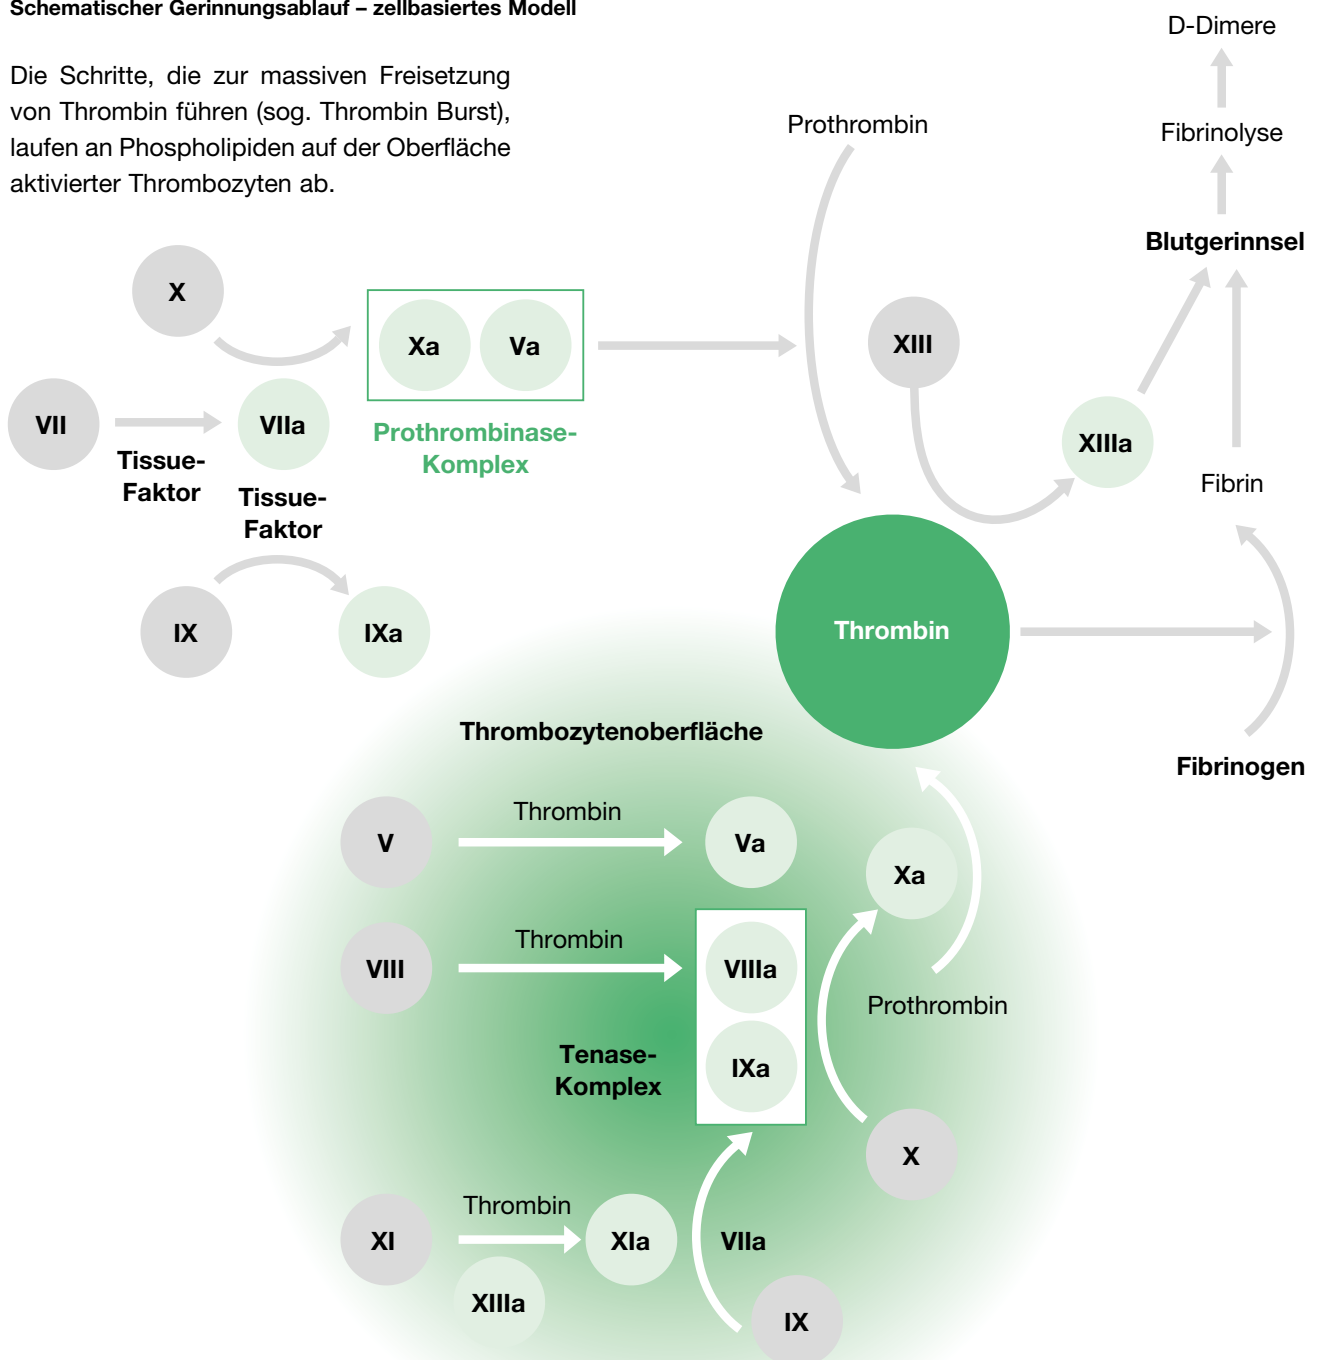 Schematischer Gerinnungsablauf – zellbasiertes Modell
Die Schritte, die zur massiven Freisetzung
von Thrombin führen (sog. Thrombin Burst),
laufen an Phospholipiden auf der Oberfläche
aktivierter Thrombozyten ab.
D-Dimere
Fibrinolyse
Blutgerinnsel
Prothrombin
X
Xa
Va
Prothrombinase-
Komplex
VII
Tissue-
Faktor
VIIa
Tissue-
Faktor
IX
IXa
XIII
XIIIa
Fibrin
Thrombin
Fibrinogen
Thrombozytenoberfläche
V
Thrombin
Va
Xa
VIII
Thrombin
VIIIa
IXa
Tenase-
Komplex
Prothrombin
X
XI
Thrombin
XIa
VIIa
XIIIa
IX